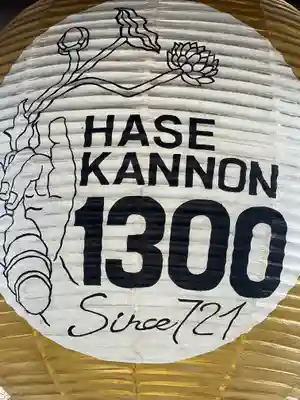 HASE
KANNON
1300
Since 721